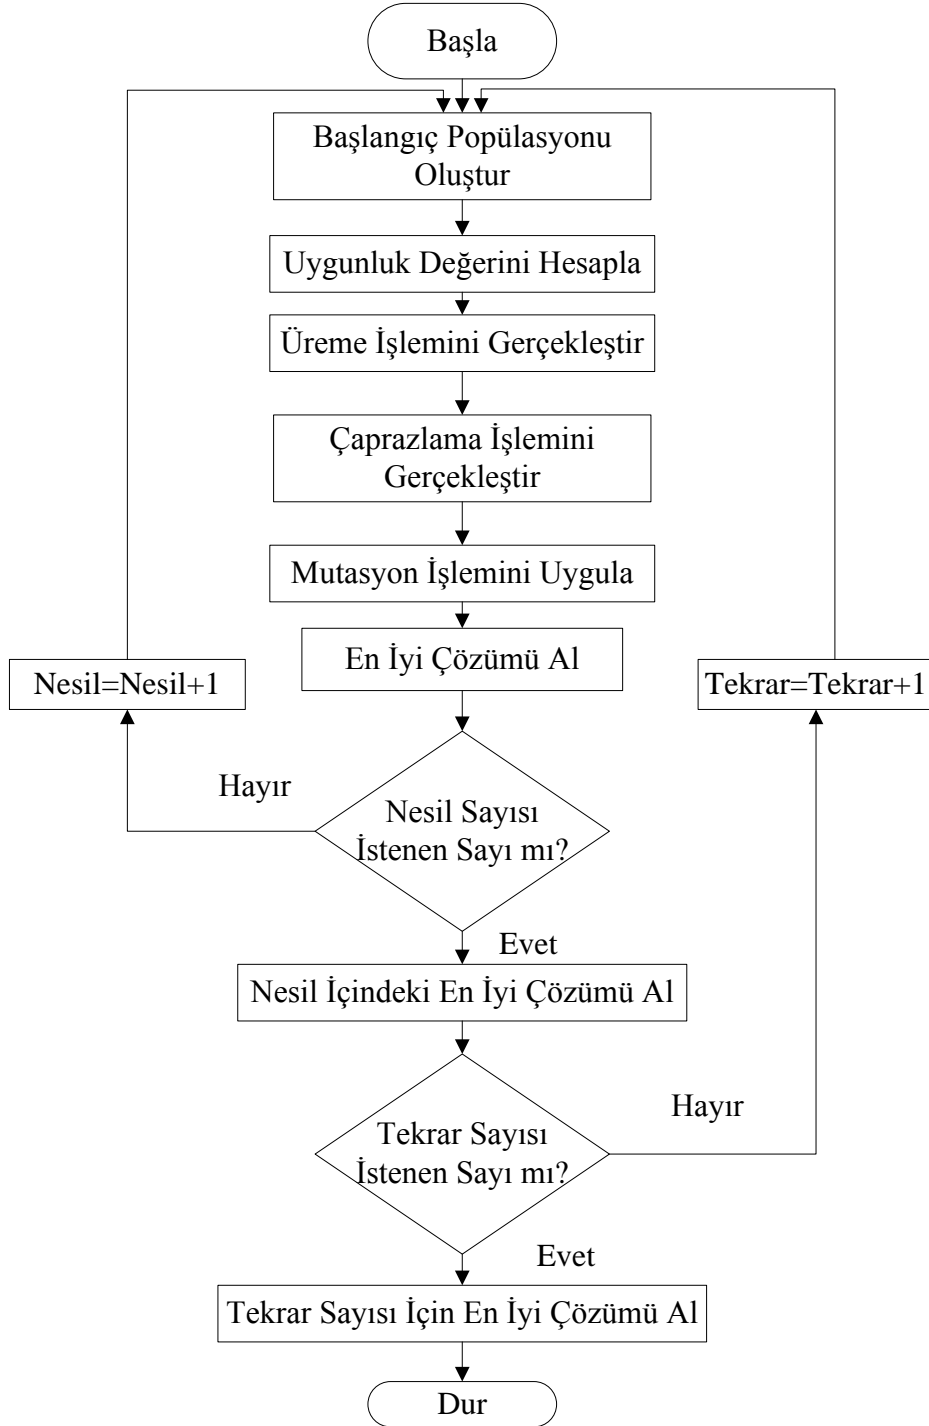 Başla
Başlangıç Popülasyonu
Oluştur
Uygunluk Değerini Hesapla
Üreme İşlemini Gerçekleştir
Çaprazlama İşlemini
Gerçekleştir
Mutasyon İşlemini Uygula
En İyi Çözümü Al
Nesil=Nesil+1
Tekrar=Tekrar+1
Hayır
Nesil Sayısı
İstenen Sayı mı?
Evet
Nesil İçindeki En İyi Çözümü Al
Hayır
Tekrar Sayısı
İstenen Sayı mı?
Evet
Tekrar Sayısı İçin En İyi Çözümü Al
Dur